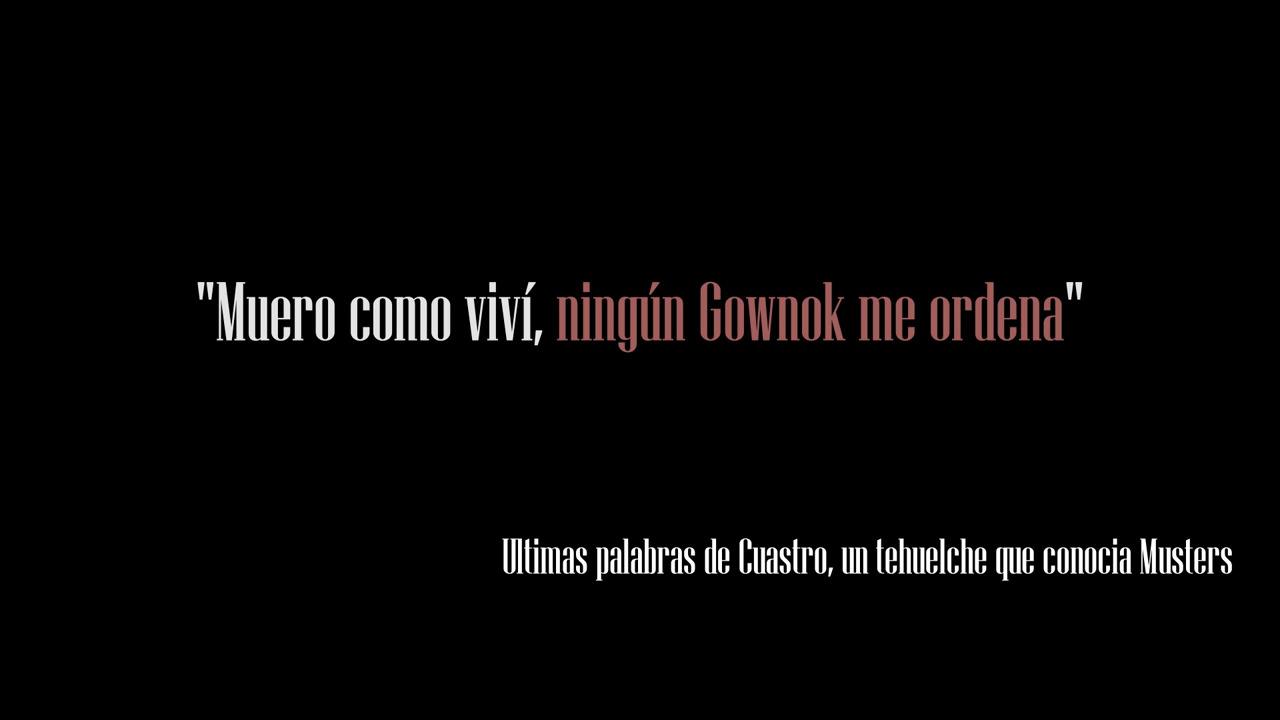 "Muero como viví, ningún Gownok me ordena"
Ultimas palabras de Cuastro, un tehuelche que conocia Musters